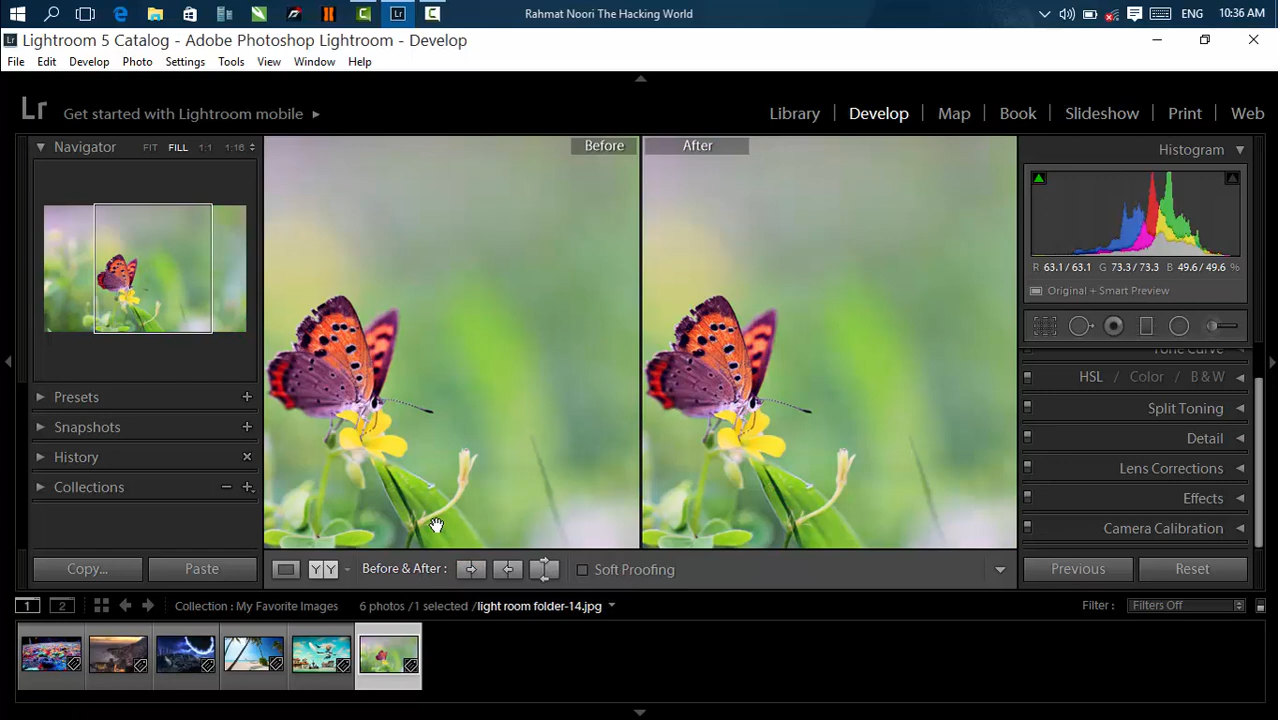 Rahmat Noori The Hacking World
ENG
10:36 AM
Lr Lightroom 5 Catalog - Adobe Photoshop Lightroom - Develop
File Edit Develop Photo Settings Tools View Window Help
Lr Get started with Lightroom mobile
Library Develop Map Book Slideshow Print Web
Navigator FIT FILL 1:1 1:16
Before
After
Histogram
R 63.1 / 63.1 G 73.3 / 73.3 B 49.6 / 49.6 %
Original + Smart Preview
Tone Curve
HSL / Color / B & W
Split Toning
Detail
Lens Corrections
Effects
Camera Calibration
Presets
Snapshots
History
Collections
Copy... Paste
YY Before & After : Soft Proofing
Previous Reset
1 2 Collection : My Favorite Images 6 photos /1 selected /light room folder-14.jpg
Filter : Filters Off